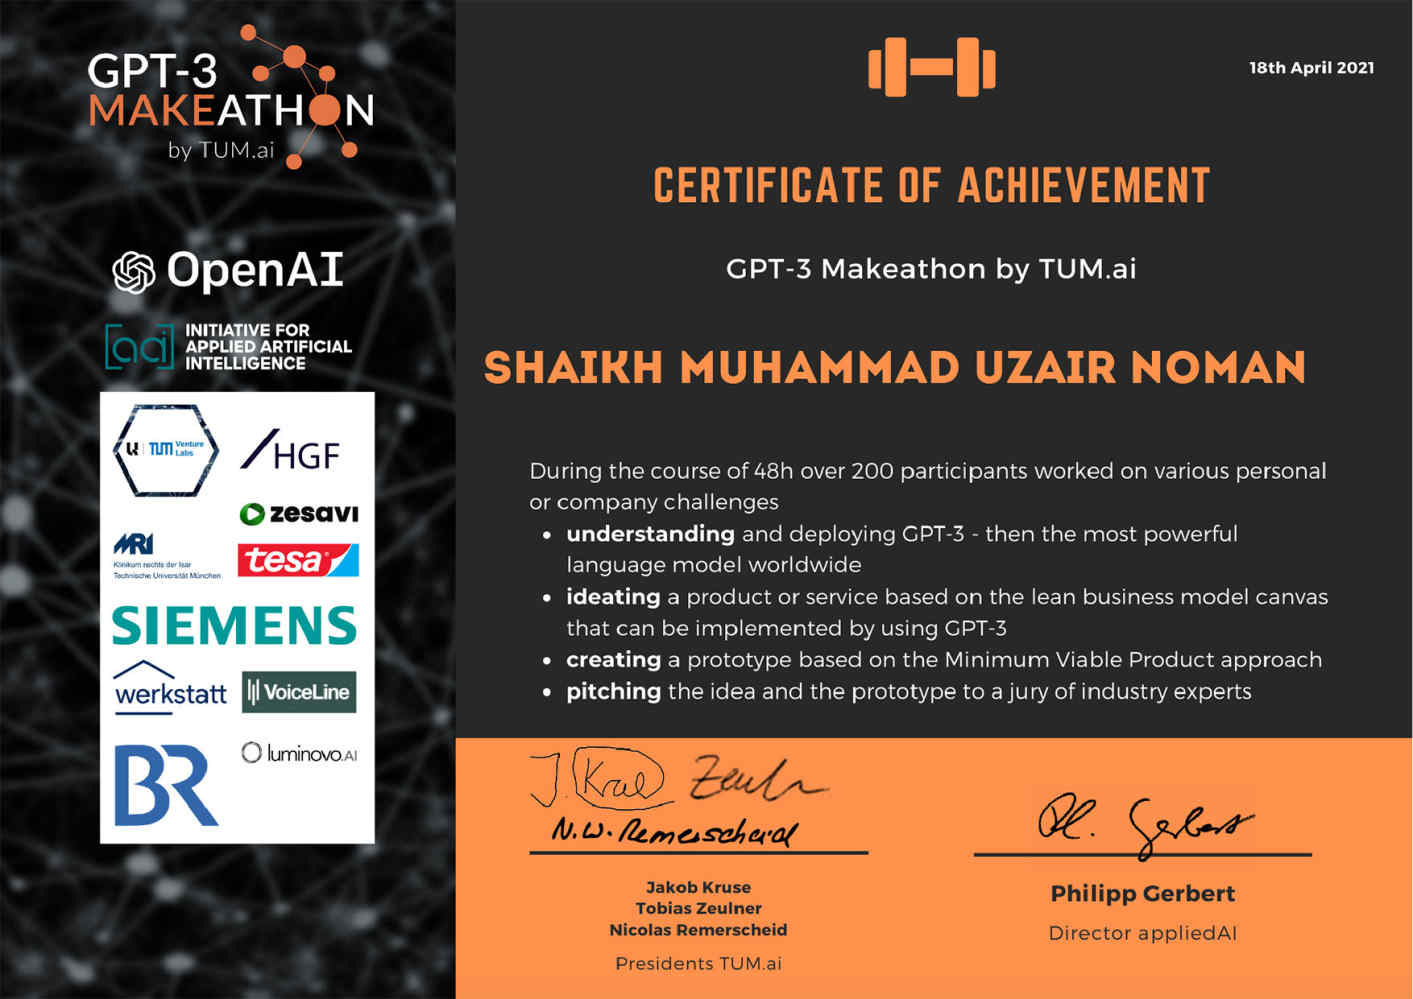 GPT-3
MAKEATHON
by TUM.ai
OpenAI
[aai] INITIATIVE FOR
APPLIED ARTIFICIAL
INTELLIGENCE
TUM Venture
Labs
HGF
zesavi
MRI
Klinikum rechts der Isar
Technische Universität München
tesa
SIEMENS
werkstatt
VoiceLine
BR
luminovo.AI
18th April 2021
CERTIFICATE OF ACHIEVEMENT
GPT-3 Makeathon by TUM.ai
SHAIKH MUHAMMAD UZAIR NOMAN
During the course of 48h over 200 participants worked on various personal
or company challenges
• understanding and deploying GPT-3 - then the most powerful
language model worldwide
• ideating a product or service based on the lean business model canvas
that can be implemented by using GPT-3
• creating a prototype based on the Minimum Viable Product approach
• pitching the idea and the prototype to a jury of industry experts
N.W. Remerscheid
Jakob Kruse
Tobias Zeulner
Nicolas Remerscheid
Presidents TUM.ai
Philipp Gerbert
Director appliedAI